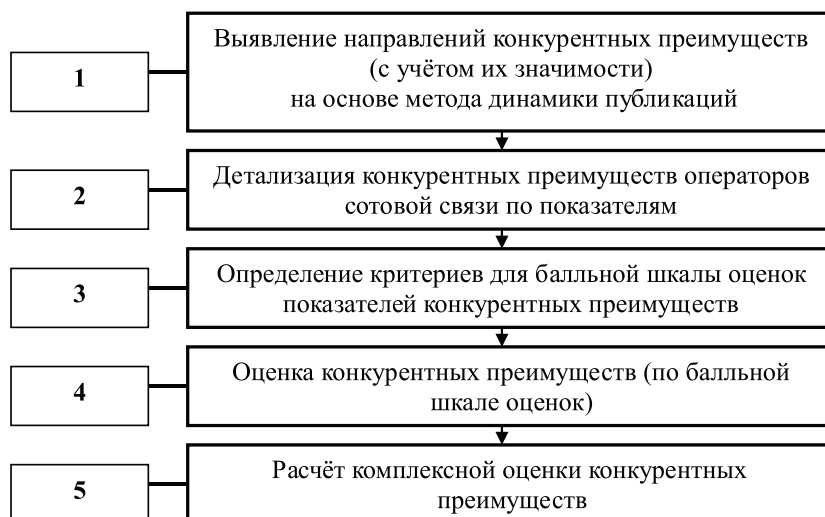 1
Выявление направлений конкурентных преимуществ
(с учётом их значимости)
на основе метода динамики публикаций
2
Детализация конкурентных преимуществ операторов
сотовой связи по показателям
3
Определение критериев для балльной шкалы оценок
показателей конкурентных преимуществ
4
Оценка конкурентных преимуществ (по балльной
шкале оценок)
5
Расчёт комплексной оценки конкурентных
преимуществ